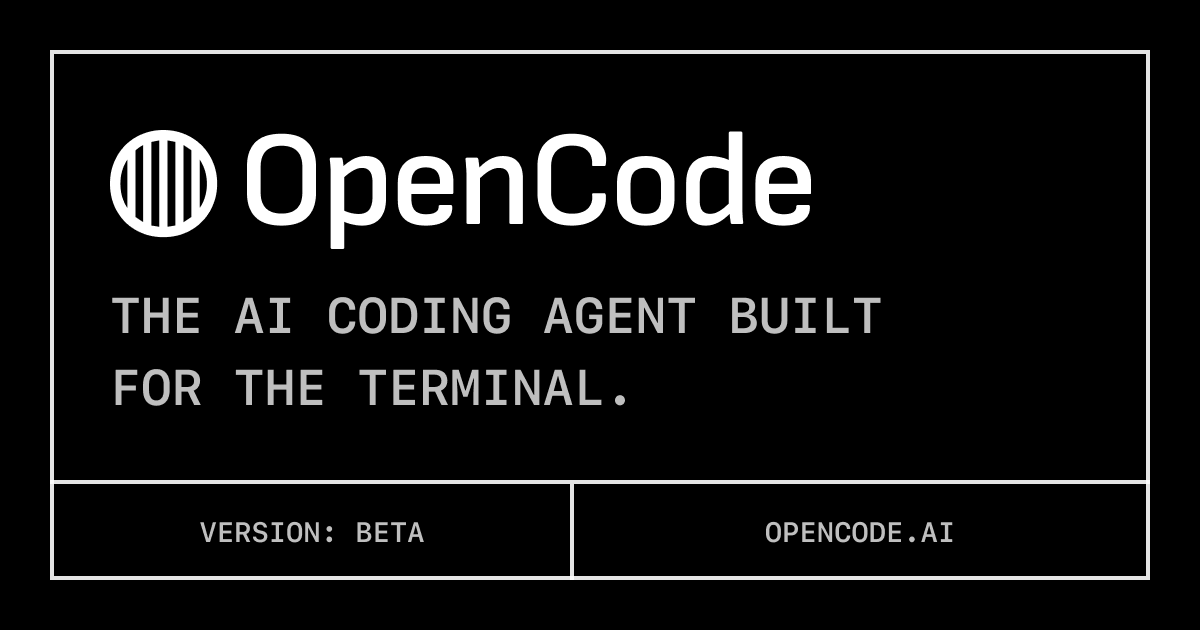 OpenCode
THE AI CODING AGENT BUILT
FOR THE TERMINAL.
VERSION: BETA
OPENCODE.AI